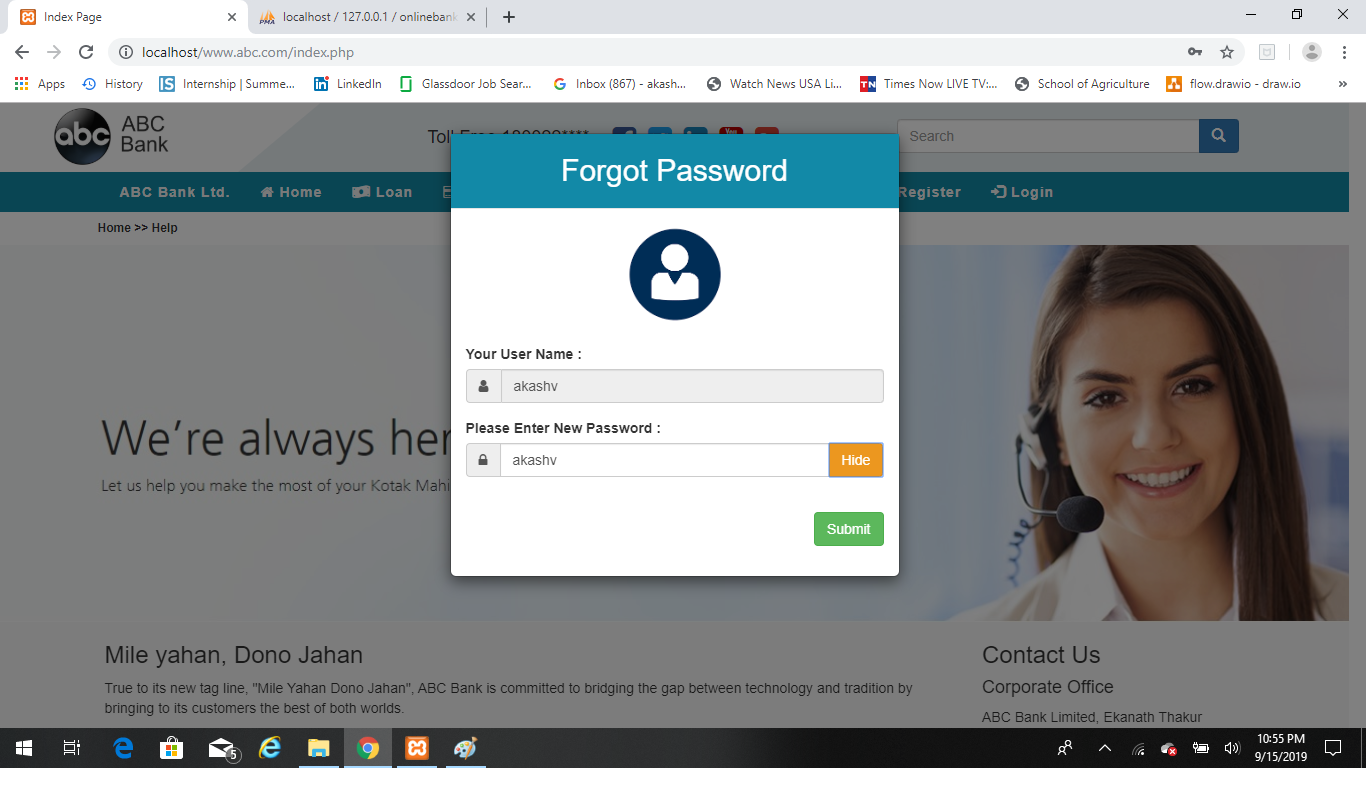 Index Page
localhost / 127.0.0.1 / onlinebank
localhost/www.abc.com/index.php
Apps
History
Internship | Summe...
LinkedIn
Glassdoor Job Sear...
Inbox (867) - akash...
Watch News USA Li...
Times Now LIVE TV:...
School of Agriculture
flow.drawio - draw.io
abc
ABC
Bank
Search
Forgot Password
ABC Bank Ltd.
Home
Loan
Register
Login
Home >> Help
We're always her
Let us help you make the most of your Kotak Mahi
Your User Name :
akashv
Please Enter New Password :
akashv
Hide
Submit
Mile yahan, Dono Jahan
True to its new tag line, "Mile Yahan Dono Jahan", ABC Bank is committed to bridging the gap between technology and tradition by
bringing to its customers the best of both worlds.
Contact Us
Corporate Office
ABC Bank Limited, Ekanath Thakur
5
10:55 PM
9/15/2019